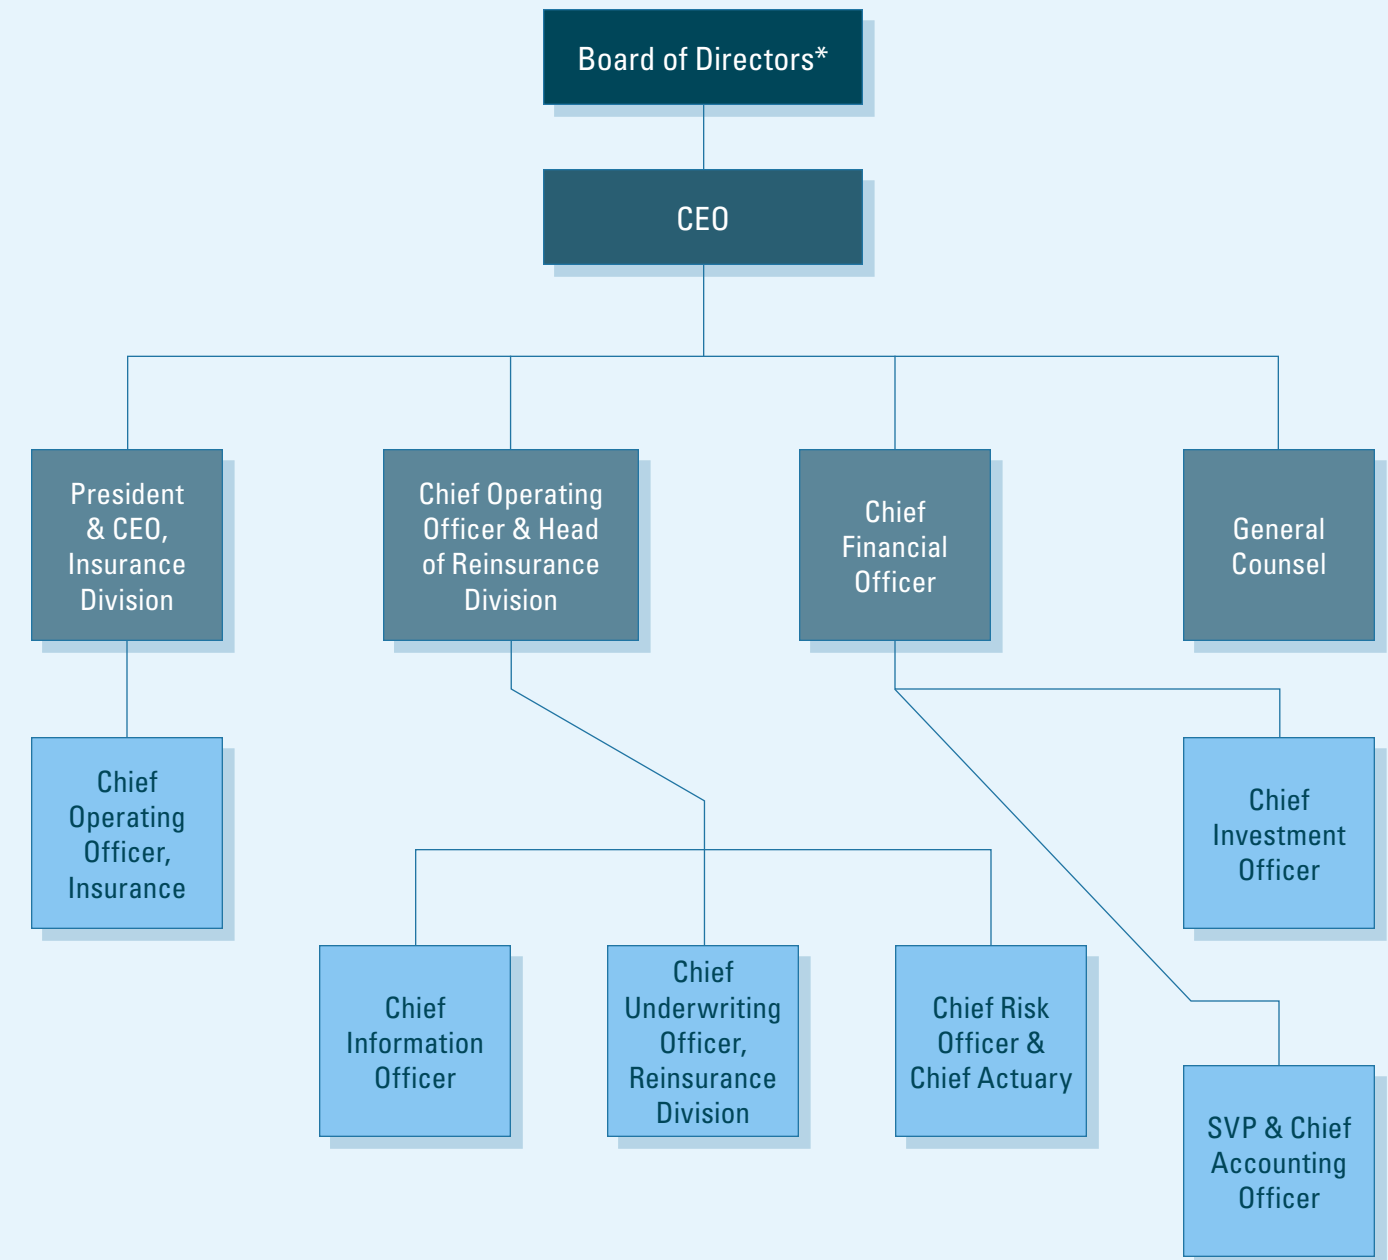 Board of Directors*
CEO
President
& CEO,
Insurance
Division
Chief Operating
Officer & Head
of Reinsurance
Division
Chief
Financial
Officer
General
Counsel
Chief
Operating
Officer,
Insurance
Chief
Investment
Officer
Chief
Information
Officer
Chief
Underwriting
Officer,
Reinsurance
Division
Chief Risk
Officer &
Chief Actuary
SVP & Chief
Accounting
Officer